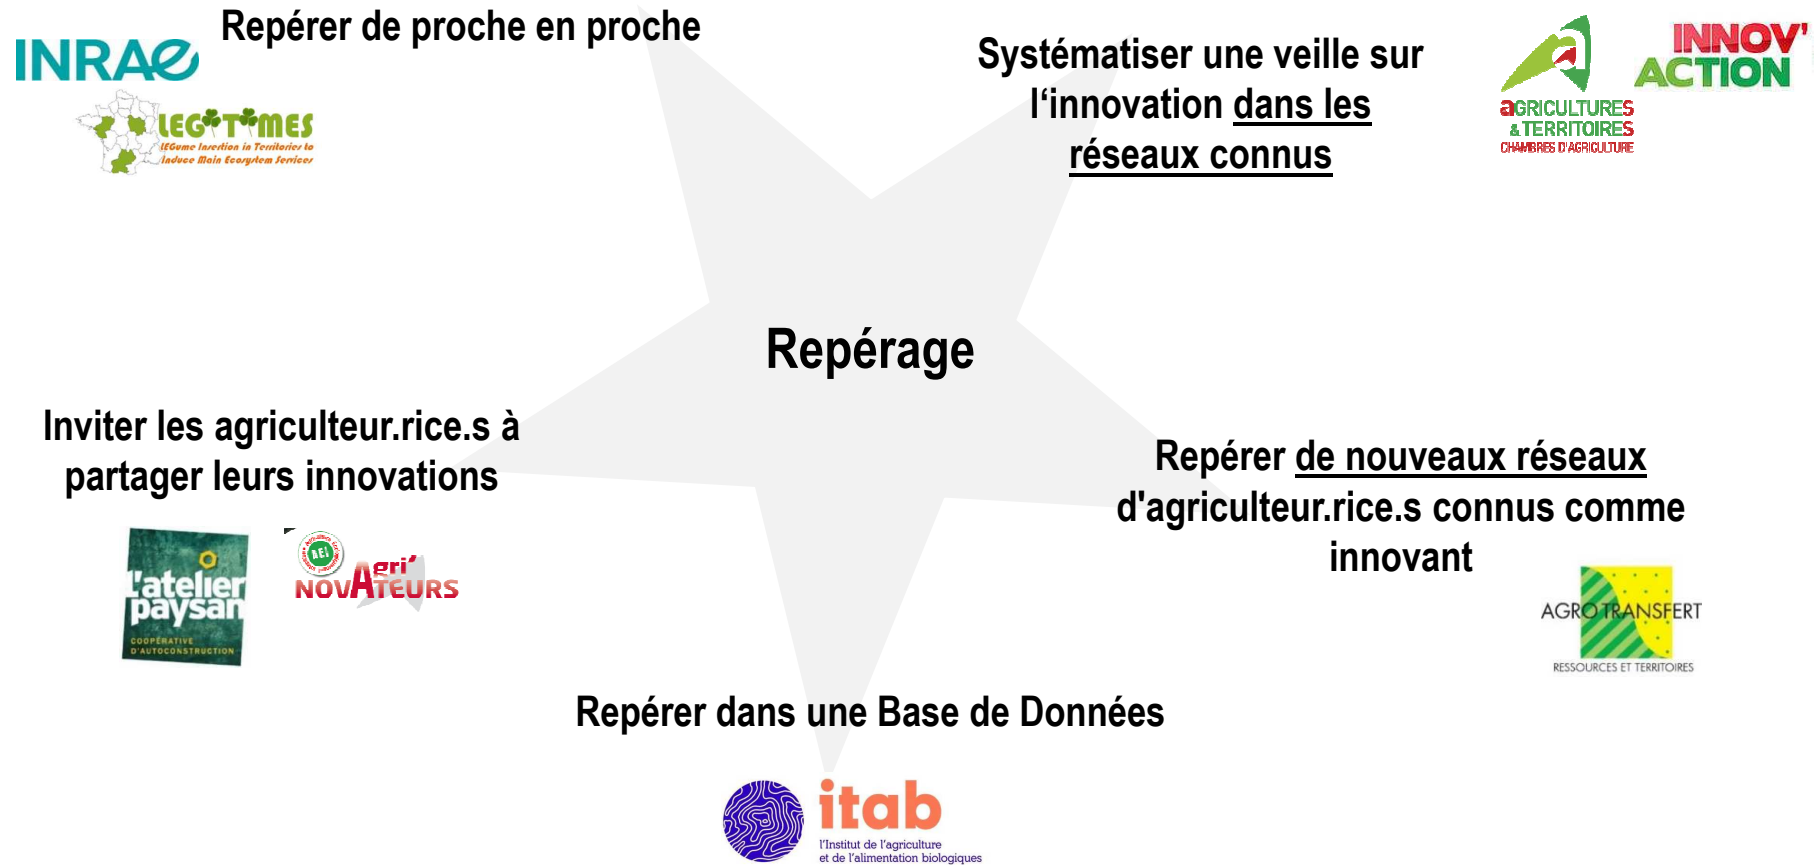 Repérer de proche en proche
INRAE
LEGITIMES
LEGume Insertion in Territories to
Induce Main Ecosystem Services
Systématiser une veille sur
l‘innovation dans les
réseaux connus
agRICULTURES
& TERRITOIRES
CHAMBRES D'AGRICULTURE
INNOV'
ACTION
Repérage
Inviter les agriculteur.rice.s à
partager leurs innovations
l'atelier
paysan
COOPÉRATIVE
D'AUTOCONSTRUCTION
AEI
Agri'
NOVATEURS
Repérer de nouveaux réseaux
d'agriculteur.rice.s connus comme
innovant
AGRO TRANSFERT
RESSOURCES ET TERRITOIRES
Repérer dans une Base de Données
itab
l'Institut de l'agriculture
et de l'alimentation biologiques